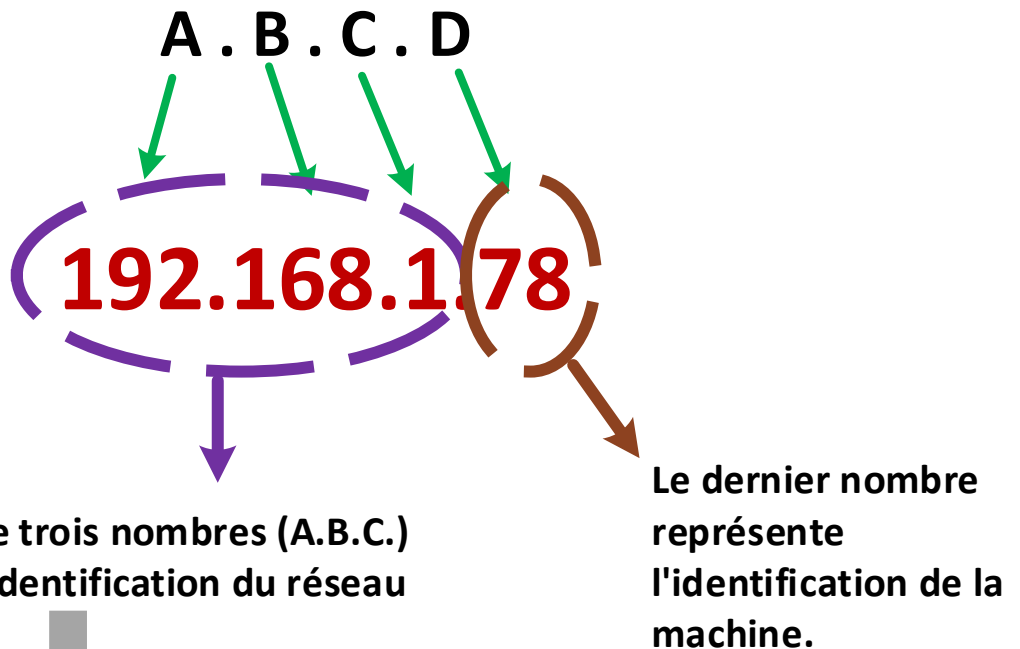 A . B . C . D
192.168.1.78
e trois nombres (A.B.C.)
dentification du réseau
Le dernier nombre
représente
l'identification de la
machine.